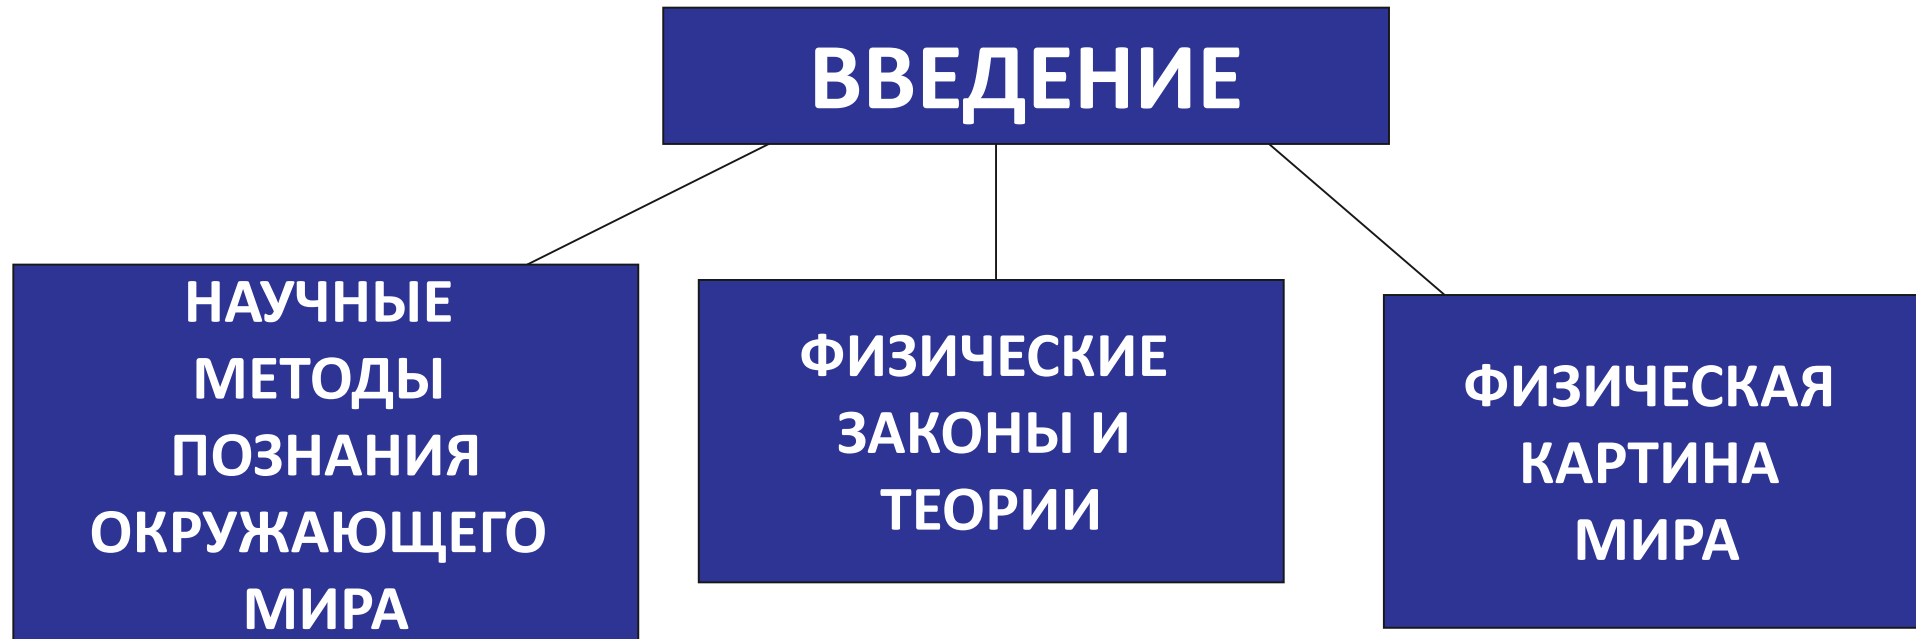 ВВЕДЕНИЕ
НАУЧНЫЕ
МЕТОДЫ
ПОЗНАНИЯ
ОКРУЖАЮЩЕГО
МИРА
ФИЗИЧЕСКИЕ
ЗАКОНЫ И
ТЕОРИИ
ФИЗИЧЕСКАЯ
КАРТИНА
МИРА